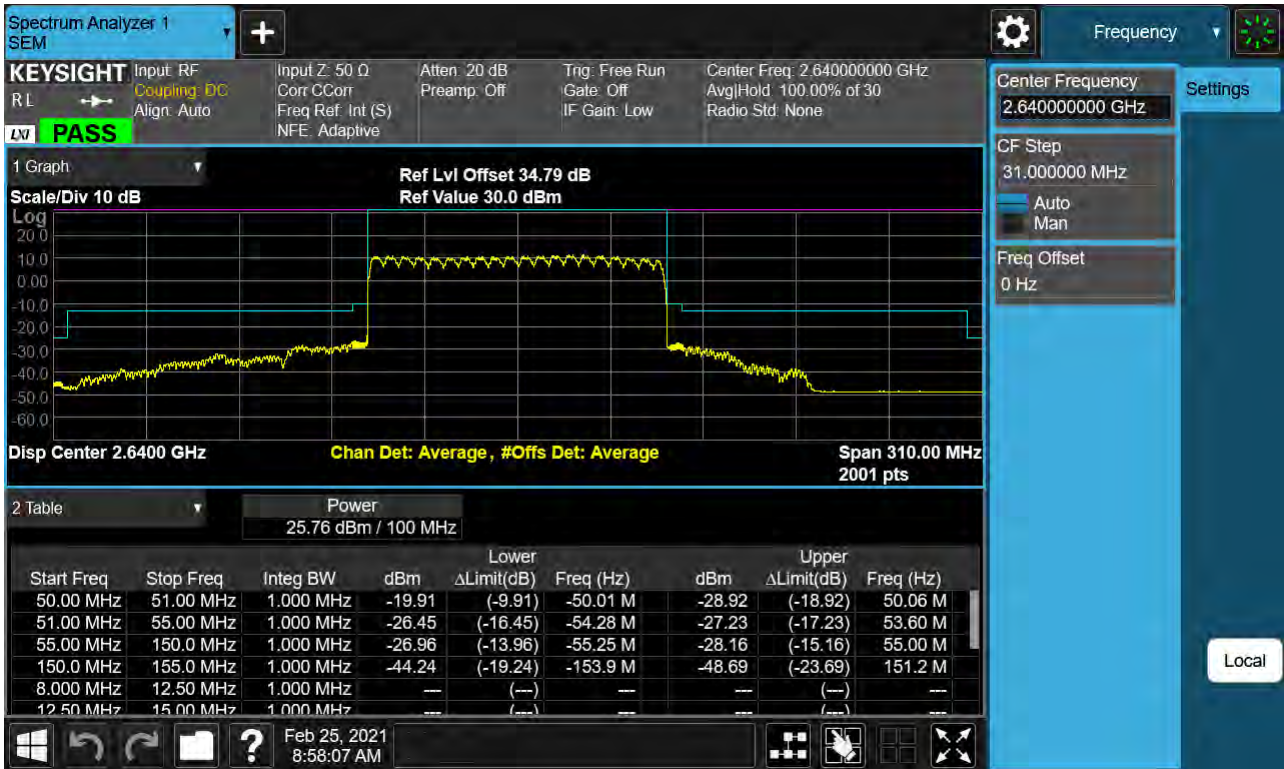 Spectrum Analyzer 1
SEM
Frequency
KEYSIGHT
RL
LXI PASS
Input: RF
Coupling: DC
Align: Auto
Input Z: 50 Ω
Corr CCorr
Freq Ref: Int (S)
NFE: Adaptive
Atten: 20 dB
Preamp: Off
Trig: Free Run
Gate: Off
IF Gain: Low
Center Freq: 2.640000000 GHz
Avg|Hold: 100.00% of 30
Radio Std: None
Center Frequency
2.640000000 GHz
Settings
CF Step
31.000000 MHz
Auto
Man
Freq Offset
0 Hz
Local
1 Graph
Scale/Div 10 dB
Ref Lvl Offset 34.79 dB
Ref Value 30.0 dBm
Log
20.0
10.0
0.00
-10.0
-20.0
-30.0
-40.0
-50.0
-60.0
Disp Center 2.6400 GHz
Chan Det: Average, #Offs Det: Average
Span 310.00 MHz
2001 pts
2 Table
Power
25.76 dBm / 100 MHz
Lower Upper
Start Freq Stop Freq Integ BW dBm ΔLimit(dB) Freq (Hz) dBm ΔLimit(dB) Freq (Hz)
50.00 MHz 51.00 MHz 1.000 MHz -19.91 (-9.91) -50.01 M -28.92 (-18.92) 50.06 M
51.00 MHz 55.00 MHz 1.000 MHz -26.45 (-16.45) -54.28 M -27.23 (-17.23) 53.60 M
55.00 MHz 150.0 MHz 1.000 MHz -26.96 (-13.96) -55.25 M -28.16 (-15.16) 55.00 M
150.0 MHz 155.0 MHz 1.000 MHz -44.24 (-19.24) -153.9 M -48.69 (-23.69) 151.2 M
8.000 MHz 12.50 MHz 1.000 MHz --- (---) --- --- (---) ---
12.50 MHz 15.00 MHz 1.000 MHz --- (---) --- --- (---) ---
?
Feb 25, 2021
8:58:07 AM